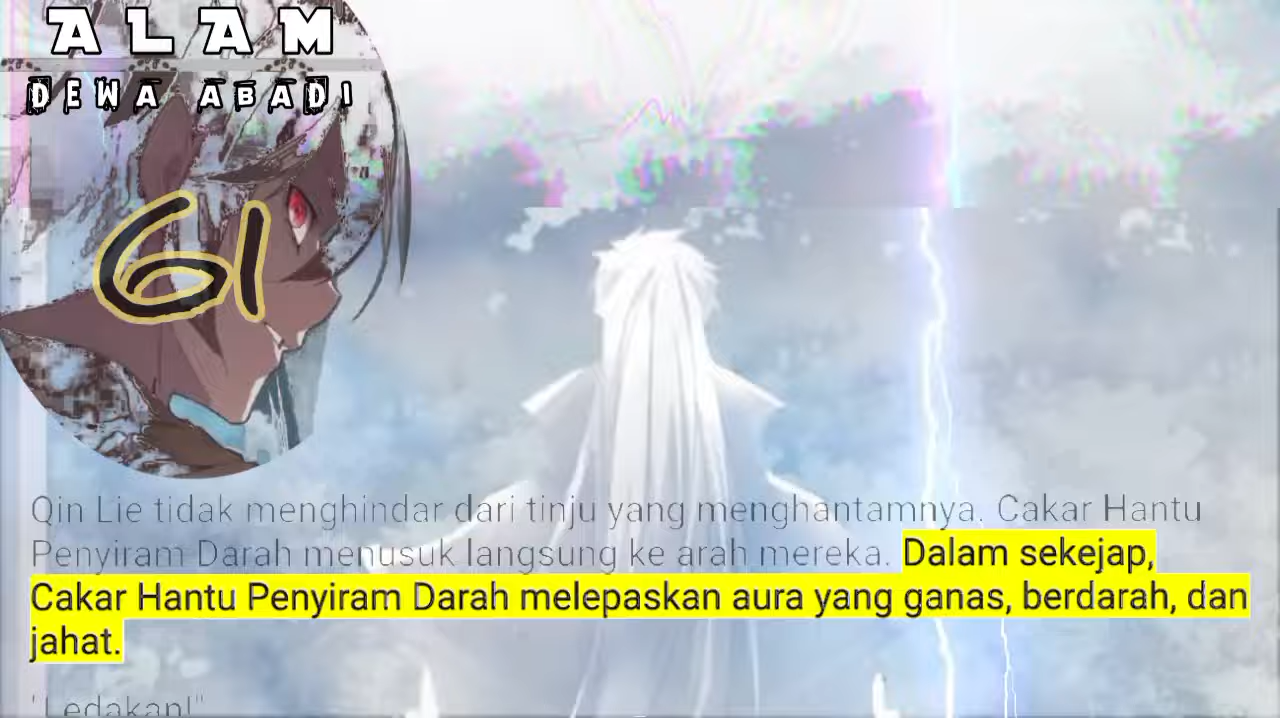 ALAM
DEWA ABADI
61
Qin Lie tidak menghindar dari tinju yang menghantamnya. Cakar Hantu
Penyiram Darah menusuk langsung ke arah mereka. Dalam sekejap,
Cakar Hantu Penyiram Darah melepaskan aura yang ganas, berdarah, dan
jahat.
"Ledakan!"